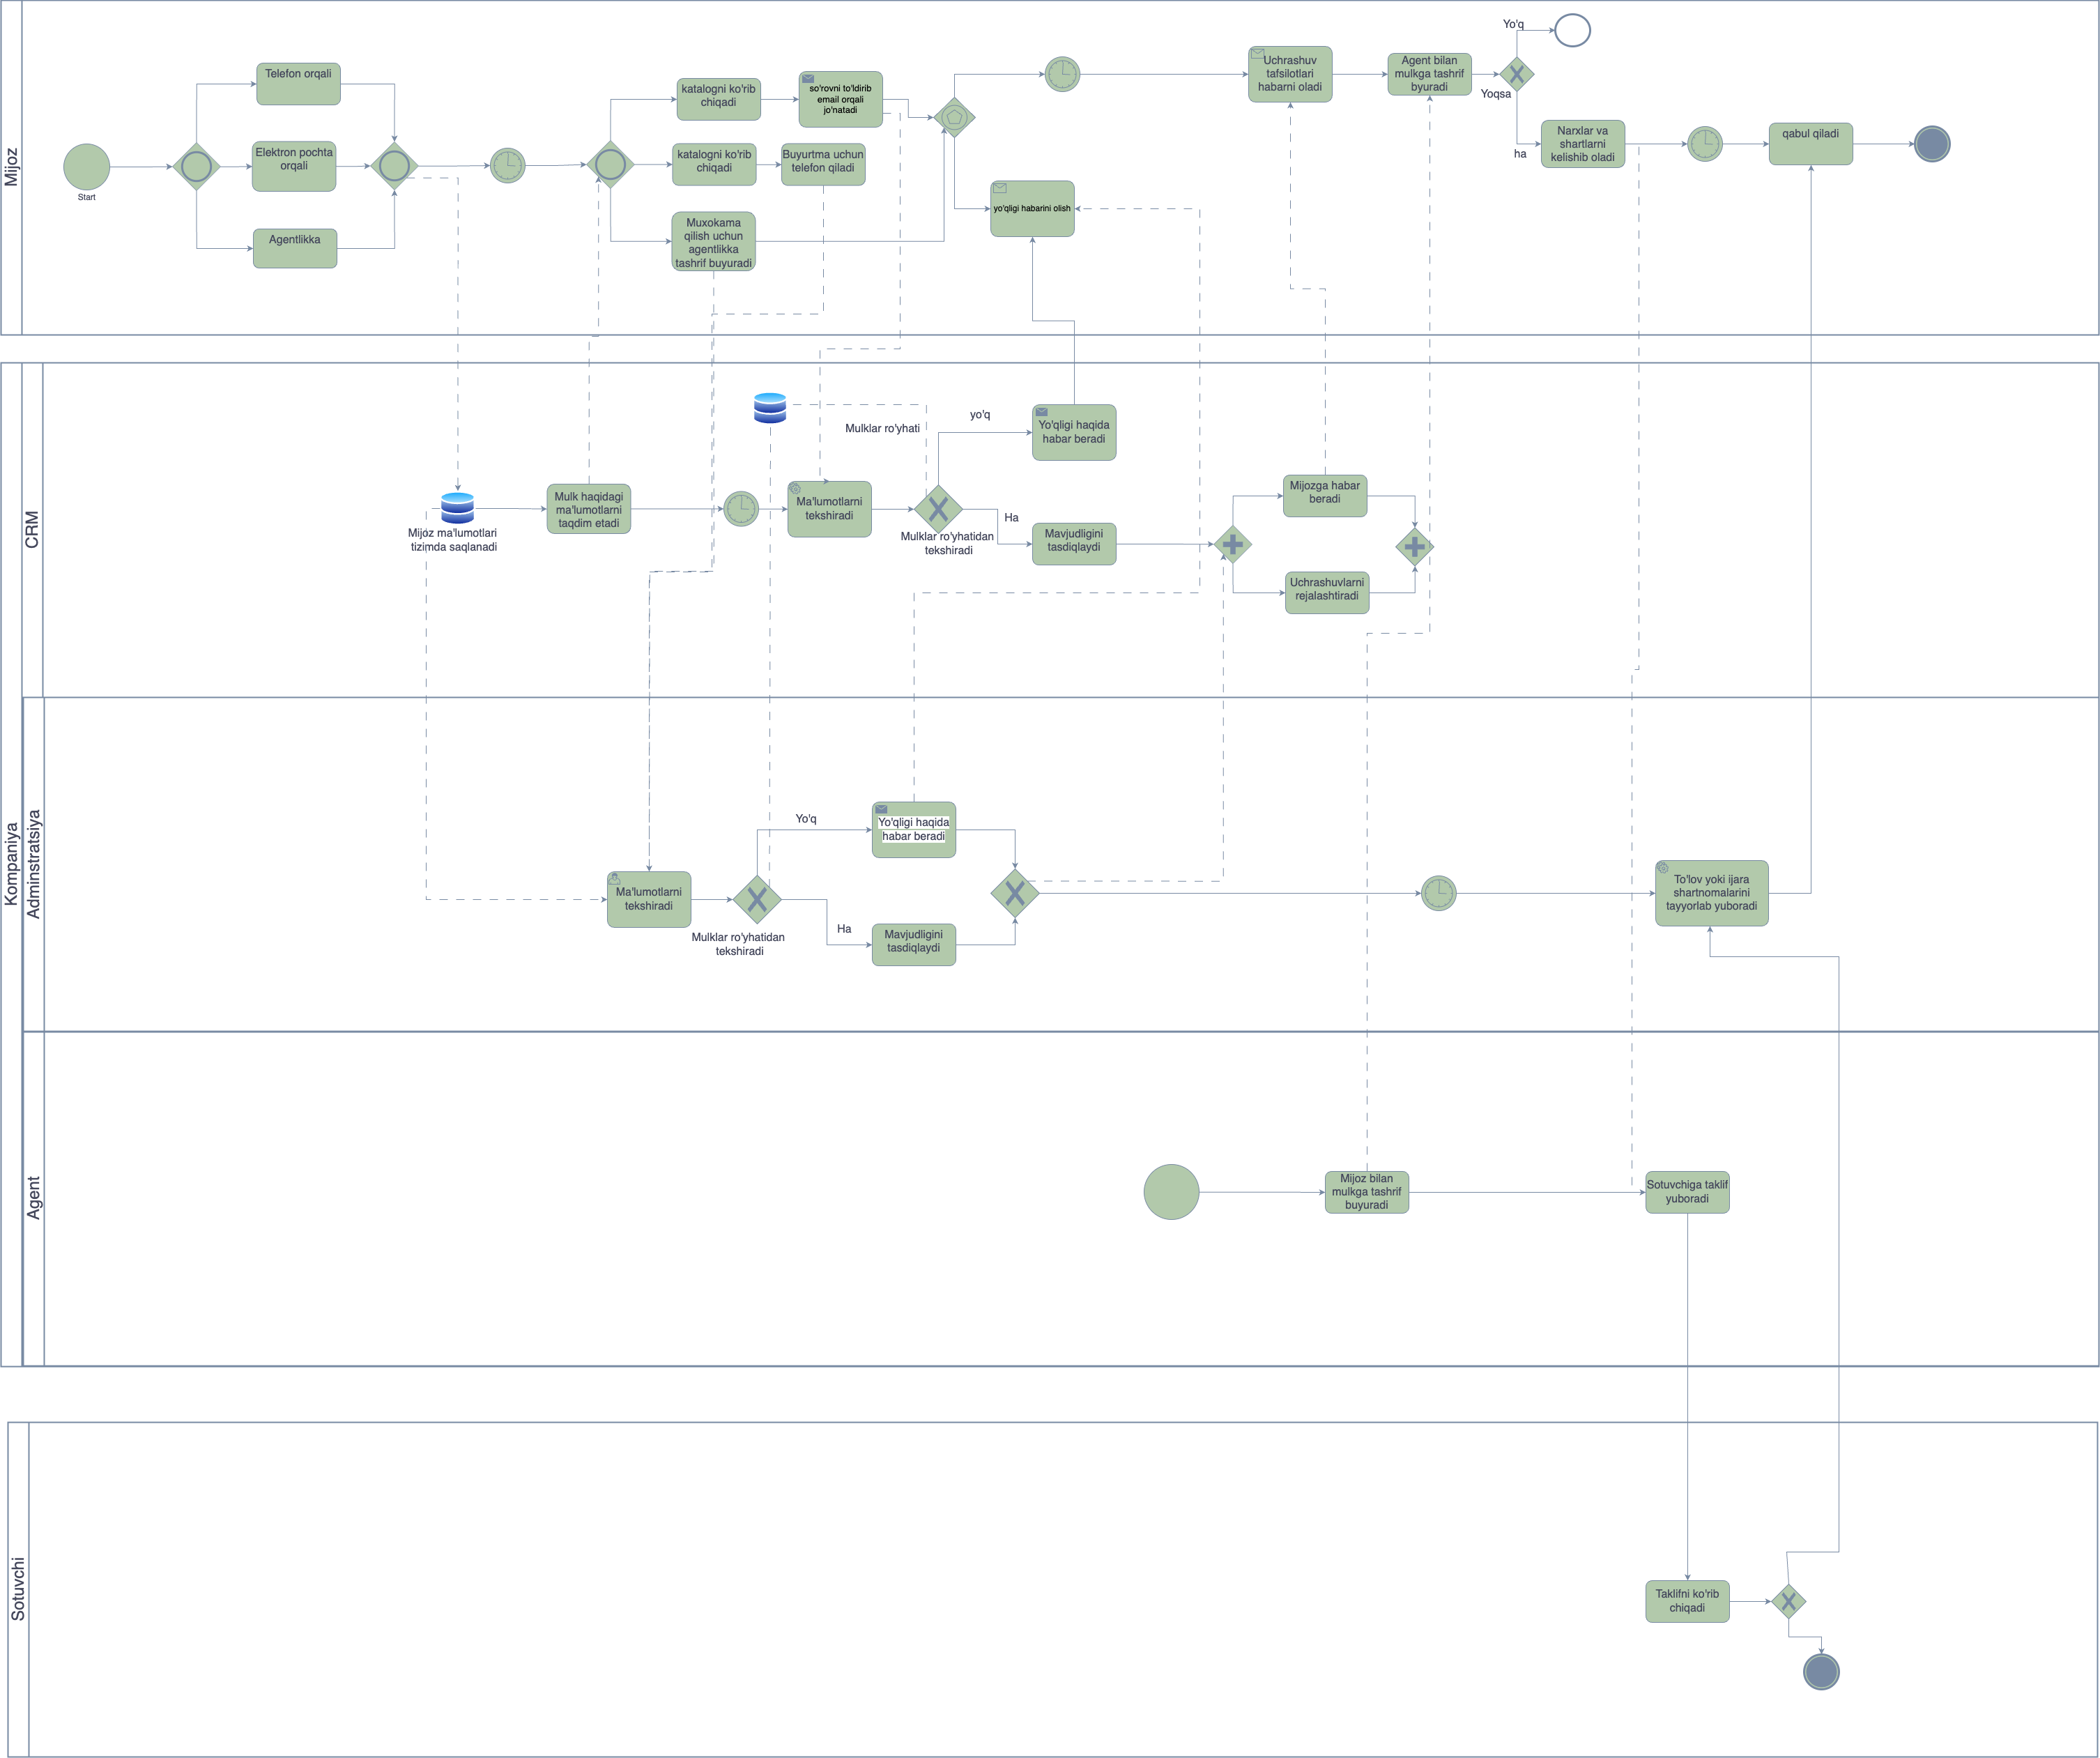 Mijoz
Start
Telefon orqali
Elektron pochta
orqali
Agentlikka
katalogni ko'rib
chiqadi
so'rovni to'ldirib
email orqali
jo'natadi
katalogni ko'rib
chiqadi
Buyurtma uchun
telefon qiladi
Muxokama
qilish uchun
agentlikka
tashrif buyuradi
yo'qligi habarini olish
Uchrashuv
tafsilotlari
habarni oladi
Agent bilan
mulkga tashrif
byuradi
Yo'q
Yoqsa
ha
Narxlar va
shartlarni
kelishib oladi
qabul qiladi
Kompaniya
CRM
Mijoz ma'lumotlari
tizimda saqlanadi
Mulk haqidagi
ma'lumotlarni
taqdim etadi
Ma'lumotlarni
tekshiradi
Mulklar ro'yhati
yo'q
Ha
Mulklar ro'yhatidan
tekshiradi
Yo'qligi haqida
habar beradi
Mavjudligini
tasdiqlaydi
Mijozga habar
beradi
Uchrashuvlarni
rejalashtiradi
Adminstratsiya
Ma'lumotlarni
tekshiradi
Mulklar ro'yhatidan
tekshiradi
Yo'q
Ha
Yo'qligi haqida
habar beradi
Mavjudligini
tasdiqlaydi
To'lov yoki ijara
shartnomalarini
tayyorlab yuboradi
Agent
Mijoz bilan
mulkga tashrif
buyuradi
Sotuvchiga taklif
yuboradi
Sotuvchi
Taklifni ko'rib
chiqadi